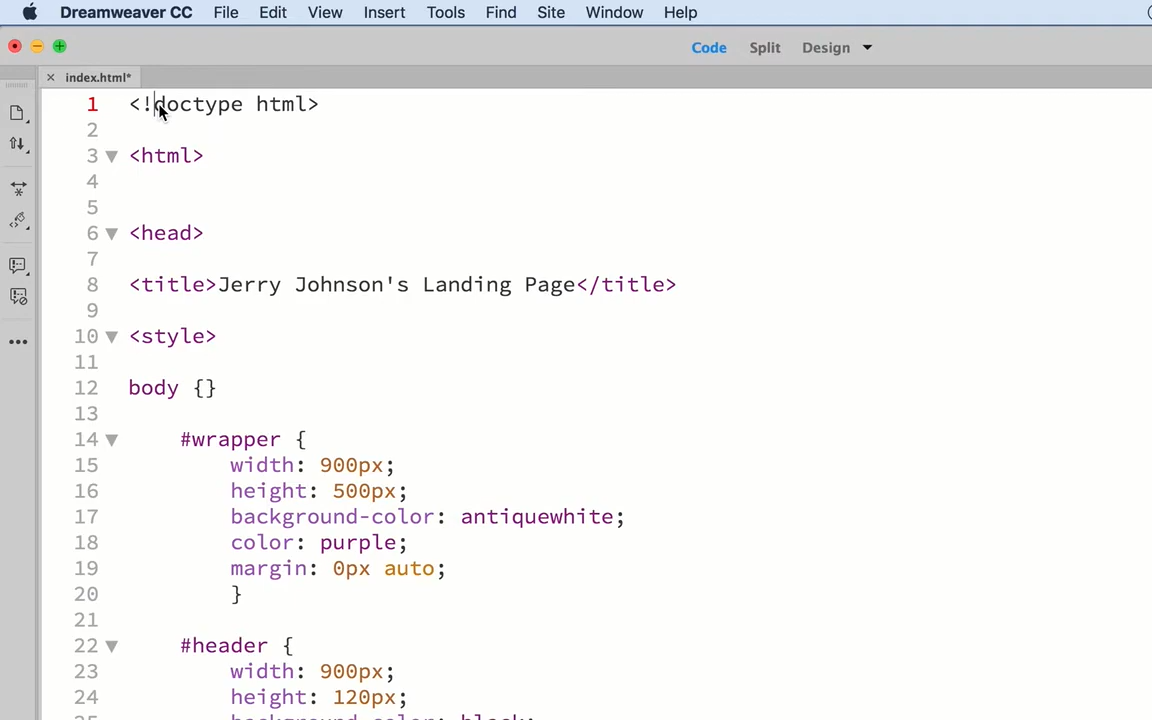 Dreamweaver CC File Edit View Insert Tools Find Site Window Help
Code Split Design
index.html*
1 <!doctype html>
2
3 <html>
4
5
6 <head>
7
8 <title>Jerry Johnson's Landing Page</title>
9
10 <style>
11
12 body {}
13
14 #wrapper {
15 width: 900px;
16 height: 500px;
17 background-color: antiquewhite;
18 color: purple;
19 margin: 0px auto;
20 }
21
22 #header {
23 width: 900px;
24 height: 120px;